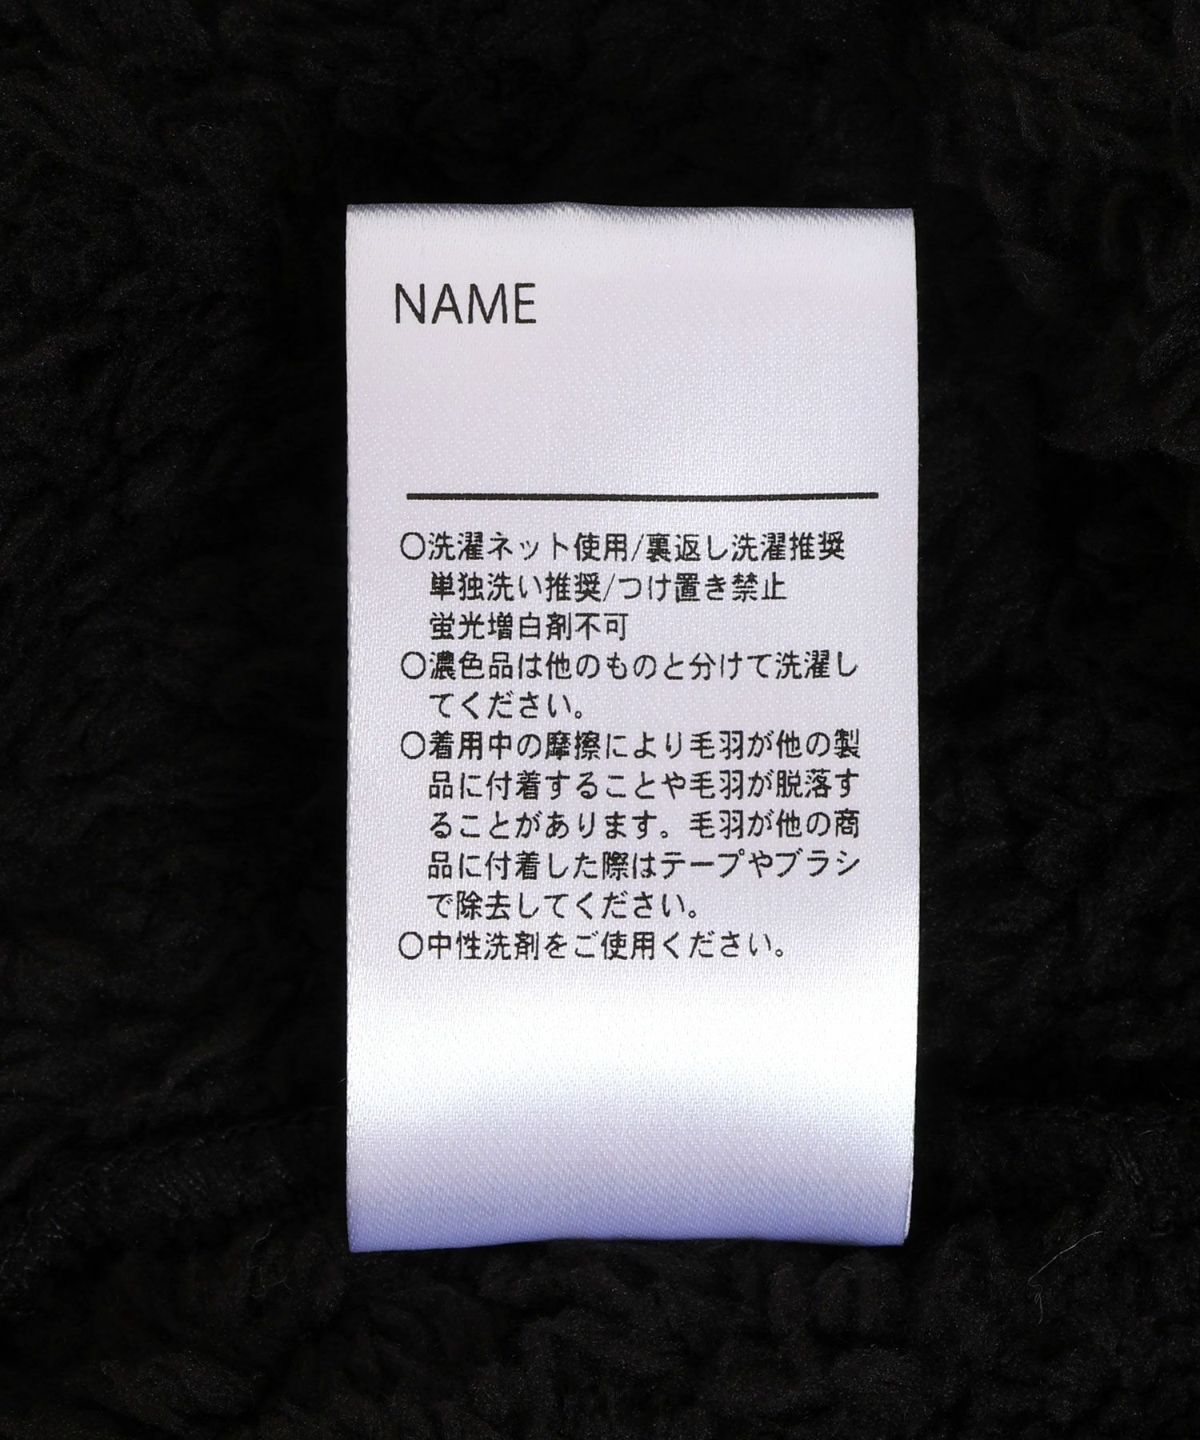 NAME
○洗濯ネット使用/裏返し洗濯推奨
単独洗い推奨/つけ置き禁止
蛍光増白剤不可
○濃色品は他のものと分けて洗濯し
てください。
○着用中の摩擦により毛羽が他の製
品に付着することや毛羽が脱落す
ることがあります。毛羽が他の商
品に付着した際はテープやブラシ
で除去してください。
○中性洗剤をご使用ください。